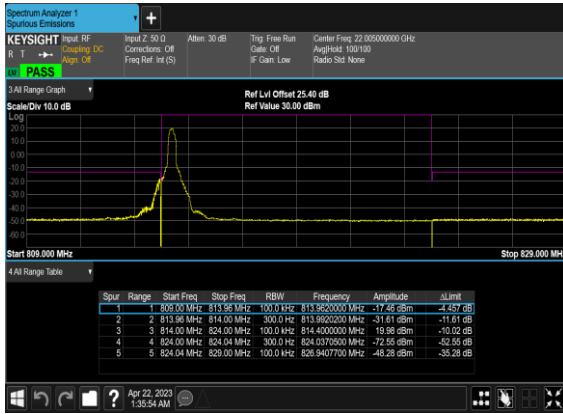 Spectrum Analyzer 1
Spurious Emissions
KEYSIGHT Input: RF Input Z: 50 Ω Atten: 30 dB Trig: Free Run Center Freq: 22.005000000 GHz
R T Coupling: DC Corrections: Off Gate: Off Avg|Hold: 100/100
Align: Off Freq Ref: Int (S) IF Gain: Low Radio Std: None
LXI PASS
3 All Range Graph
Ref Lvl Offset 25.40 dB
Scale/Div 10.0 dB Ref Value 30.00 dBm
Log
20.0
10.0
0.00
-10.0
-20.0
-30.0
-40.0
-50.0
-60.0
Start 809.000 MHz Stop 829.000 MHz
4 All Range Table
Spur Range Start Freq Stop Freq RBW Frequency Amplitude ΔLimit
1 1 809.00 MHz 813.96 MHz 100.0 kHz 813.9620000 MHz -17.46 dBm -4.457 dB
2 2 813.96 MHz 814.00 MHz 300.0 Hz 813.9920200 MHz -31.61 dBm -11.61 dB
3 3 814.00 MHz 824.00 MHz 100.0 kHz 814.4000000 MHz 19.98 dBm -10.02 dB
4 4 824.00 MHz 824.04 MHz 300.0 Hz 824.0370500 MHz -72.55 dBm -52.55 dB
5 5 824.04 MHz 829.00 MHz 100.0 kHz 826.9407700 MHz -48.28 dBm -35.28 dB
Apr 22, 2023
1:35:54 AM